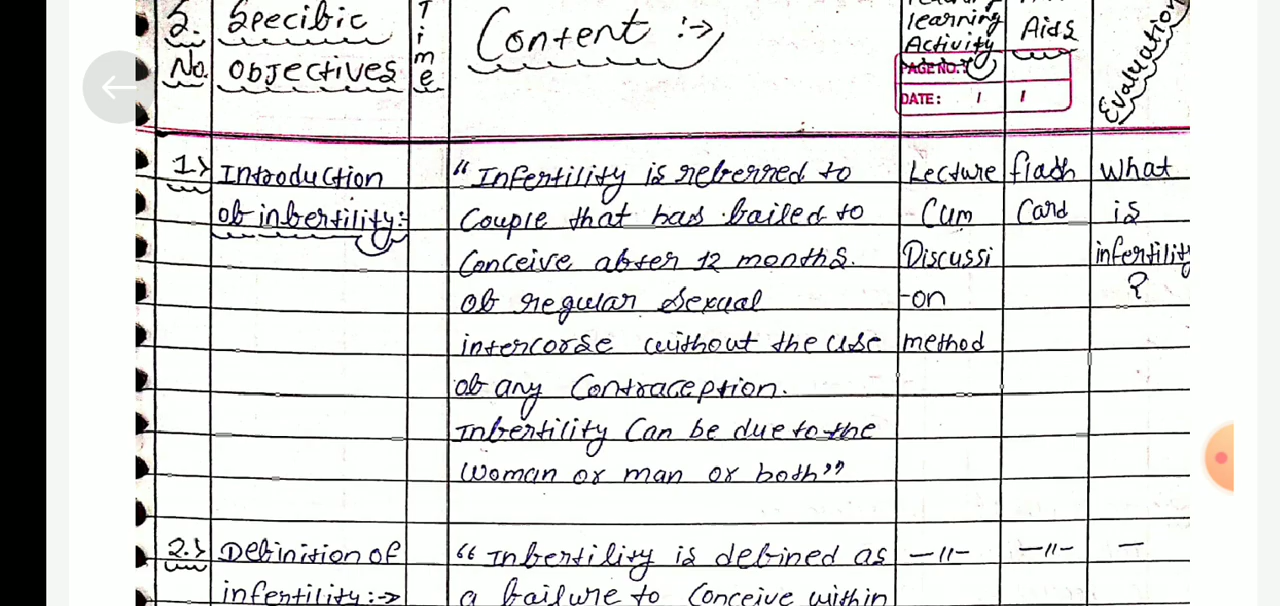 S. No.
Specific Objectives
Time
Content :→
learning Activity
Aids
Evaluation
PAGE NO.:
DATE: / /
1.>
Introduction
of infertility:-
"Infertility is referred to
Couple that has failed to
Conceive after 12 months.
of regular sexual
intercorse without the use
of any Contraception.
Infertility Can be due to the
Woman or man or both"
Lecture
Cum
Discussi
-on
method
flash
Card
What
is
infertility
?
2.>
Definition of
infertility:→
"Infertility is defined as
a failure to Conceive within
—11—
—11—
—